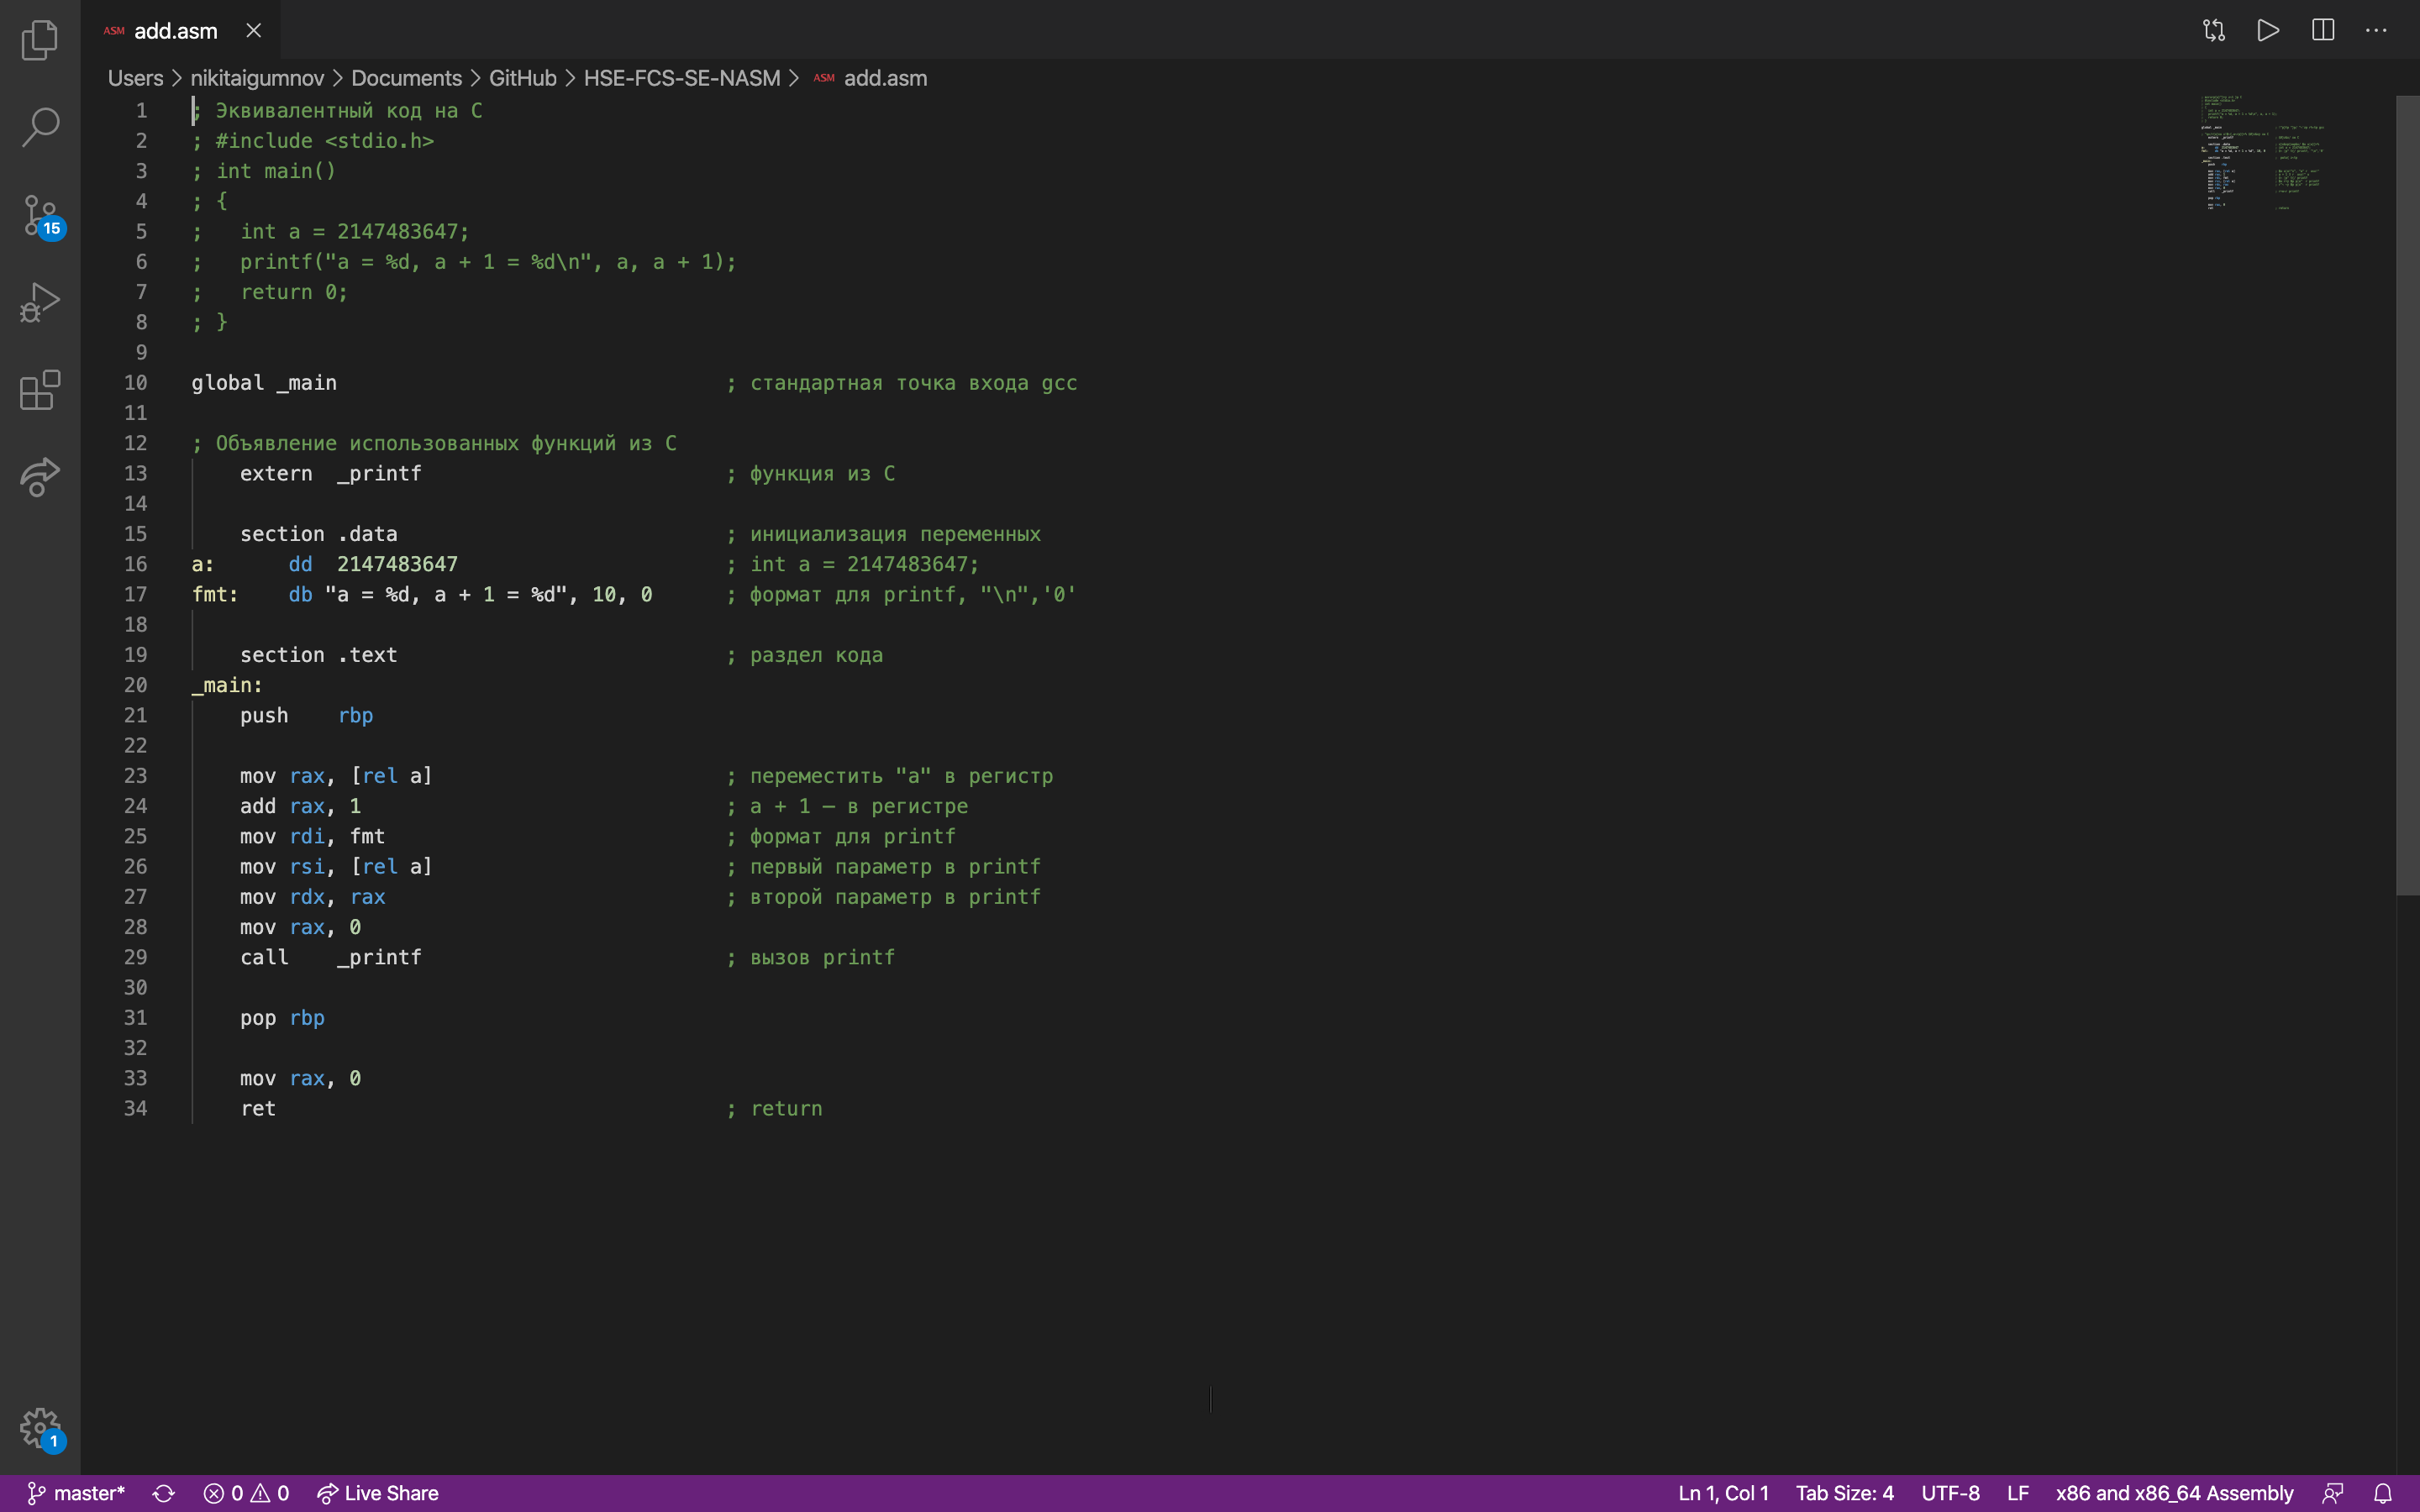 ASM add.asm
Users > nikitaigumnov > Documents > GitHub > HSE-FCS-SE-NASM > ASM add.asm
1 ; Эквивалентный код на C
2 ; #include <stdio.h>
3 ; int main()
4 ; {
5 ;   int a = 2147483647;
6 ;   printf("a = %d, a + 1 = %d\n", a, a + 1);
7 ;   return 0;
8 ; }
9
10 global _main ; стандартная точка входа gcc
11
12 ; Объявление использованных функций из C
13     extern  _printf ; функция из C
14
15     section .data ; инициализация переменных
16 a:      dd  2147483647 ; int a = 2147483647;
17 fmt:    db "a = %d, a + 1 = %d", 10, 0 ; формат для printf, "\n",'0'
18
19     section .text ; раздел кода
20 _main:
21     push    rbp
22
23     mov rax, [rel a] ; переместить "a" в регистр
24     add rax, 1 ; a + 1 — в регистре
25     mov rdi, fmt ; формат для printf
26     mov rsi, [rel a] ; первый параметр в printf
27     mov rdx, rax ; второй параметр в printf
28     mov rax, 0
29     call    _printf ; вызов printf
30
31     pop rbp
32
33     mov rax, 0
34     ret ; return
15
1
master* 0 0 Live Share Ln 1, Col 1 Tab Size: 4 UTF-8 LF x86 and x86_64 Assembly